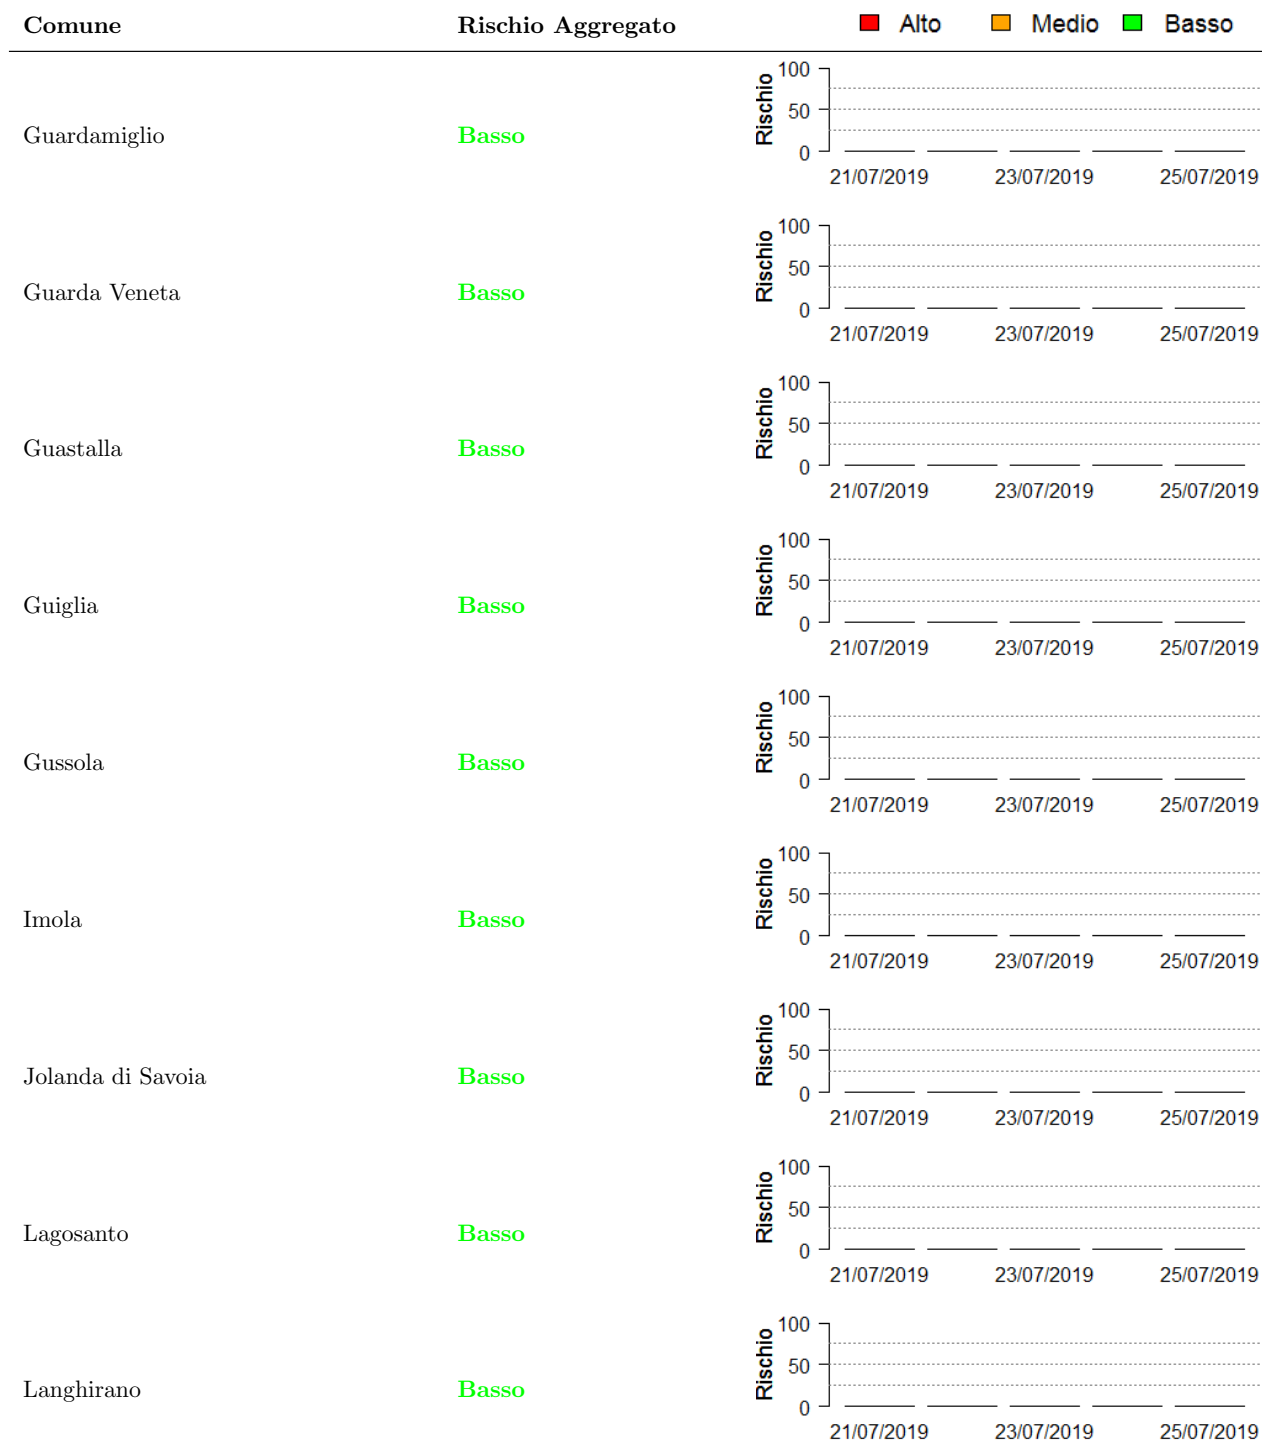 Comune Rischio Aggregato Alto Medio Basso
100
Rischio
50
Guardamiglio Basso
0
21/07/2019 23/07/2019 25/07/2019
100
Rischio
50
Guarda Veneta Basso
0
21/07/2019 23/07/2019 25/07/2019
100
Rischio
50
Guastalla Basso
0
21/07/2019 23/07/2019 25/07/2019
100
Rischio
50
Guiglia Basso
0
21/07/2019 23/07/2019 25/07/2019
100
Rischio
50
Gussola Basso
0
21/07/2019 23/07/2019 25/07/2019
100
Rischio
50
Imola Basso
0
21/07/2019 23/07/2019 25/07/2019
100
Rischio
50
Jolanda di Savoia Basso
0
21/07/2019 23/07/2019 25/07/2019
100
Rischio
50
Lagosanto Basso
0
21/07/2019 23/07/2019 25/07/2019
100
Rischio
50
Langhirano Basso
0
21/07/2019 23/07/2019 25/07/2019